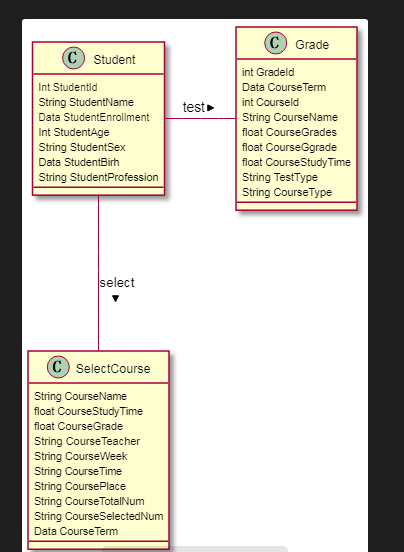 C Student
Int StudentId
String StudentName
Data StudentEnrollment
Int StudentAge
String StudentSex
Data StudentBirh
String StudentProfession
test
C Grade
int GradeId
Data CourseTerm
int CourseId
String CourseName
float CourseGrades
float CourseGgrade
float CourseStudyTime
String TestType
String CourseType
select
C SelectCourse
String CourseName
float CourseStudyTime
float CourseGrade
String CourseTeacher
String CourseWeek
String CourseTime
String CoursePlace
String CourseTotalNum
String CourseSelectedNum
Data CourseTerm